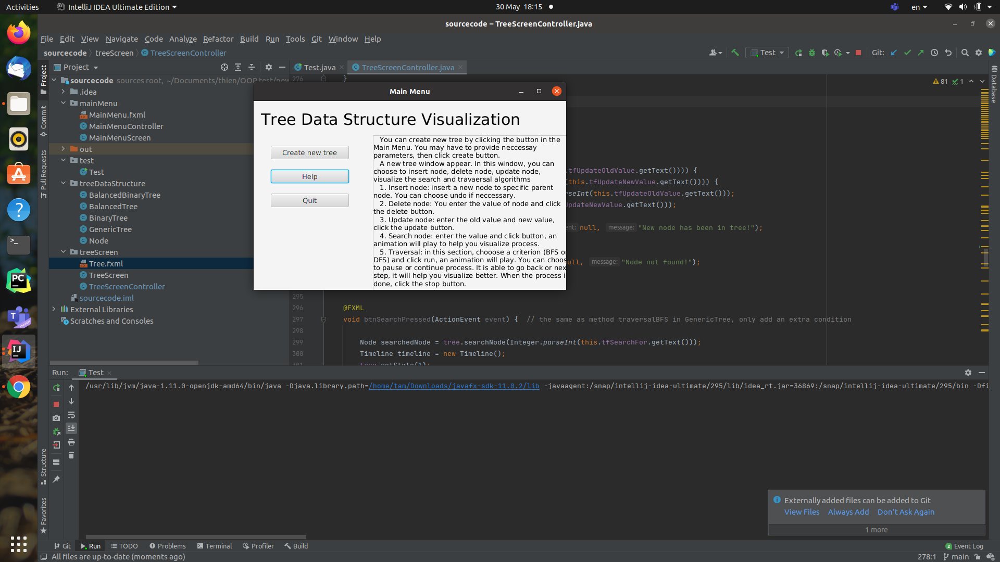 Activities IntelliJ IDEA Ultimate Edition 30 May 18:15 en
sourcecode – TreeScreenController.java
File Edit View Navigate Code Analyze Refactor Build Run Tools Git Window Help
sourcecode treeScreen TreeScreenController Test Git:
Project Test.java TreeScreenController.java
sourcecode sources root, ~/Documents/thien/OOP test/new 276 }
81 1
.idea
mainMenu
MainMenu.fxml
MainMenuController
MainMenuScreen
out
test
Test
treeDataStructure
BalancedBinaryTree
BalancedTree
BinaryTree
GenericTree
Node
treeScreen
Tree.fxml
TreeScreen
TreeScreenController
sourcecode.iml
External Libraries
Scratches and Consoles
Project
Commit
Pull Requests
Structure
Favorites
Database
Main Menu
Tree Data Structure Visualization
Create new tree
Help
Quit
You can create new tree by clicking the button in the
Main Menu. You may have to provide neccessay
parameters, then click create button.
A new tree window appear. In this window, you can
choose to insert node, delete node, update node,
visualize the search and travaersal algorithms
1. Insert node: insert a new node to specific parent
node. You can choose undo if neccessary.
2. Delete node: You enter the value of node and click
the delete button.
3. Update node: enter the old value and new value,
click the update button.
4. Search node: enter the value and click button, an
animation will play to help you visualize process.
5. Traversal: in this section, chooose a criterion (BFS or
DFS) and click run, an animation will play. You can choos
to pause or continue process. It is able to go back or nex
step, it will help you visualize better. When the process i
done, click the stop button.
.tfUpdateOldValue.getText()))) {
(this.tfUpdateNewValue.getText()))) {
rseInt(this.tfUpdateOldValue.getText()));
UpdateNewValue.getText()));
ent: null, message: "New node has been in tree!");
ull, message: "Node not found!");
295
296 @FXML
297 void btnSearchPressed(ActionEvent event) { // the same as method traversalBFS in GenericTree, only add an extra condition
298
299 Node searchedNode = tree.searchNode(Integer.parseInt(this.tfSearchFor.getText()));
300 Timeline timeline = new Timeline();
301 tree.setState(1);
Run: Test
/usr/lib/jvm/java-1.11.0-openjdk-amd64/bin/java -Djava.library.path=/home/tam/Downloads/javafx-sdk-11.0.2/lib -javaagent:/snap/intellij-idea-ultimate/295/lib/idea_rt.jar=36869:/snap/intellij-idea-ultimate/295/bin -Dfi
Externally added files can be added to Git
View Files Always Add Don't Ask Again
1 more
Git Run TODO Problems Terminal Profiler Build 2 Event Log
All files are up-to-date (moments ago) 278:1 main